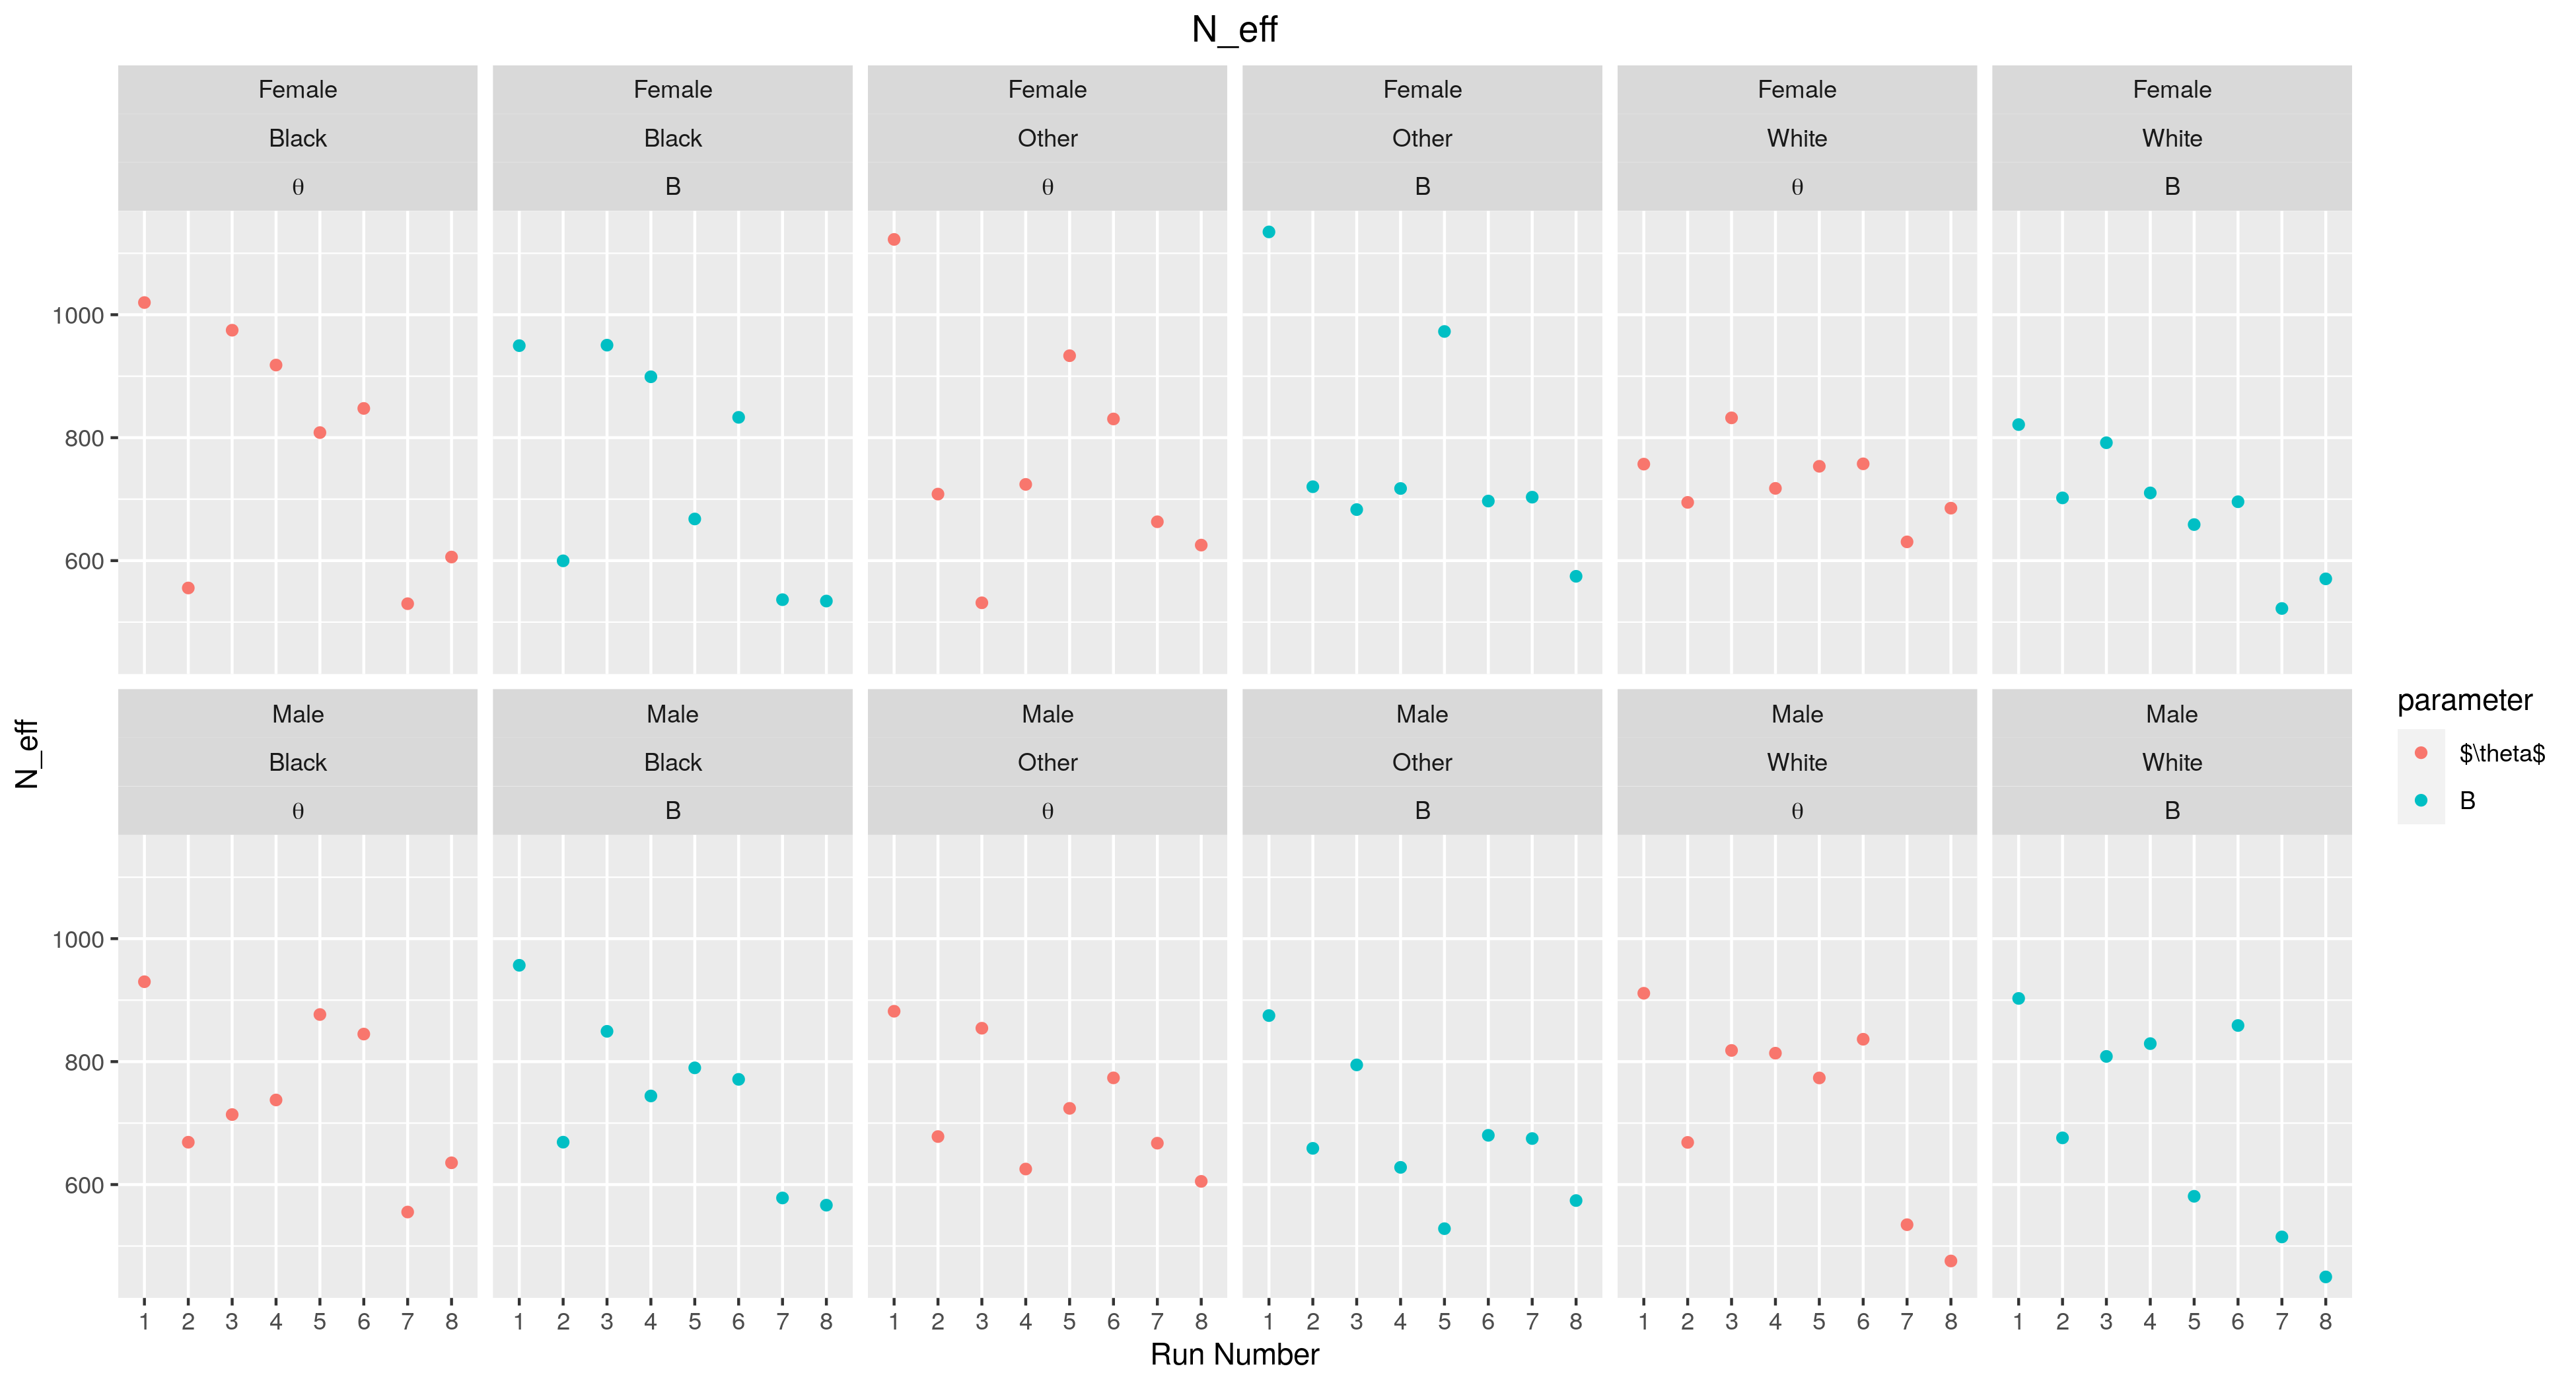 N_eff
Female Female Female Female Female Female
Black Black Other Other White White
θ B θ B θ B
1000
800
600
Male Male Male Male Male Male
Black Black Other Other White White
θ B θ B θ B
1000
800
600
1 2 3 4 5 6 7 8 1 2 3 4 5 6 7 8 1 2 3 4 5 6 7 8 1 2 3 4 5 6 7 8 1 2 3 4 5 6 7 8 1 2 3 4 5 6 7 8
Run Number
N_eff
parameter
$\theta$
B